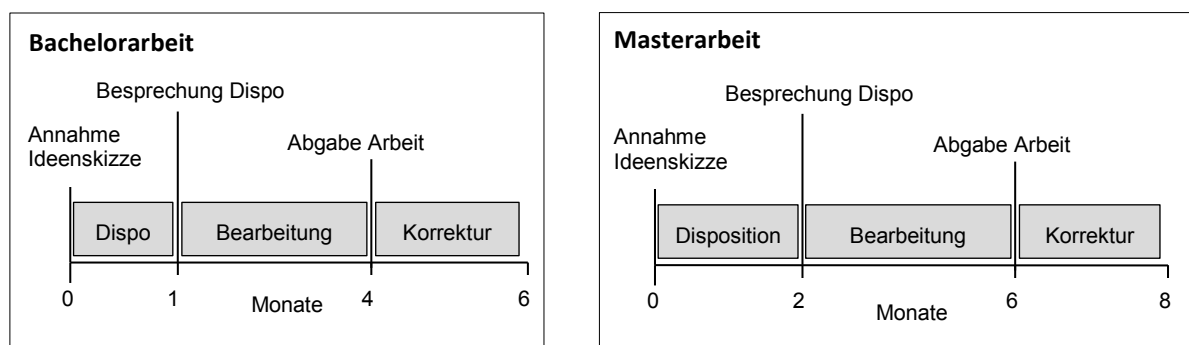 Bachelorarbeit
Besprechung Dispo
Annahme
Ideenskizze
Abgabe Arbeit
Dispo
Bearbeitung
Korrektur
0
1
Monate
4
6
Masterarbeit
Besprechung Dispo
Annahme
Ideenskizze
Abgabe Arbeit
Disposition
Bearbeitung
Korrektur
0
2
Monate
6
8